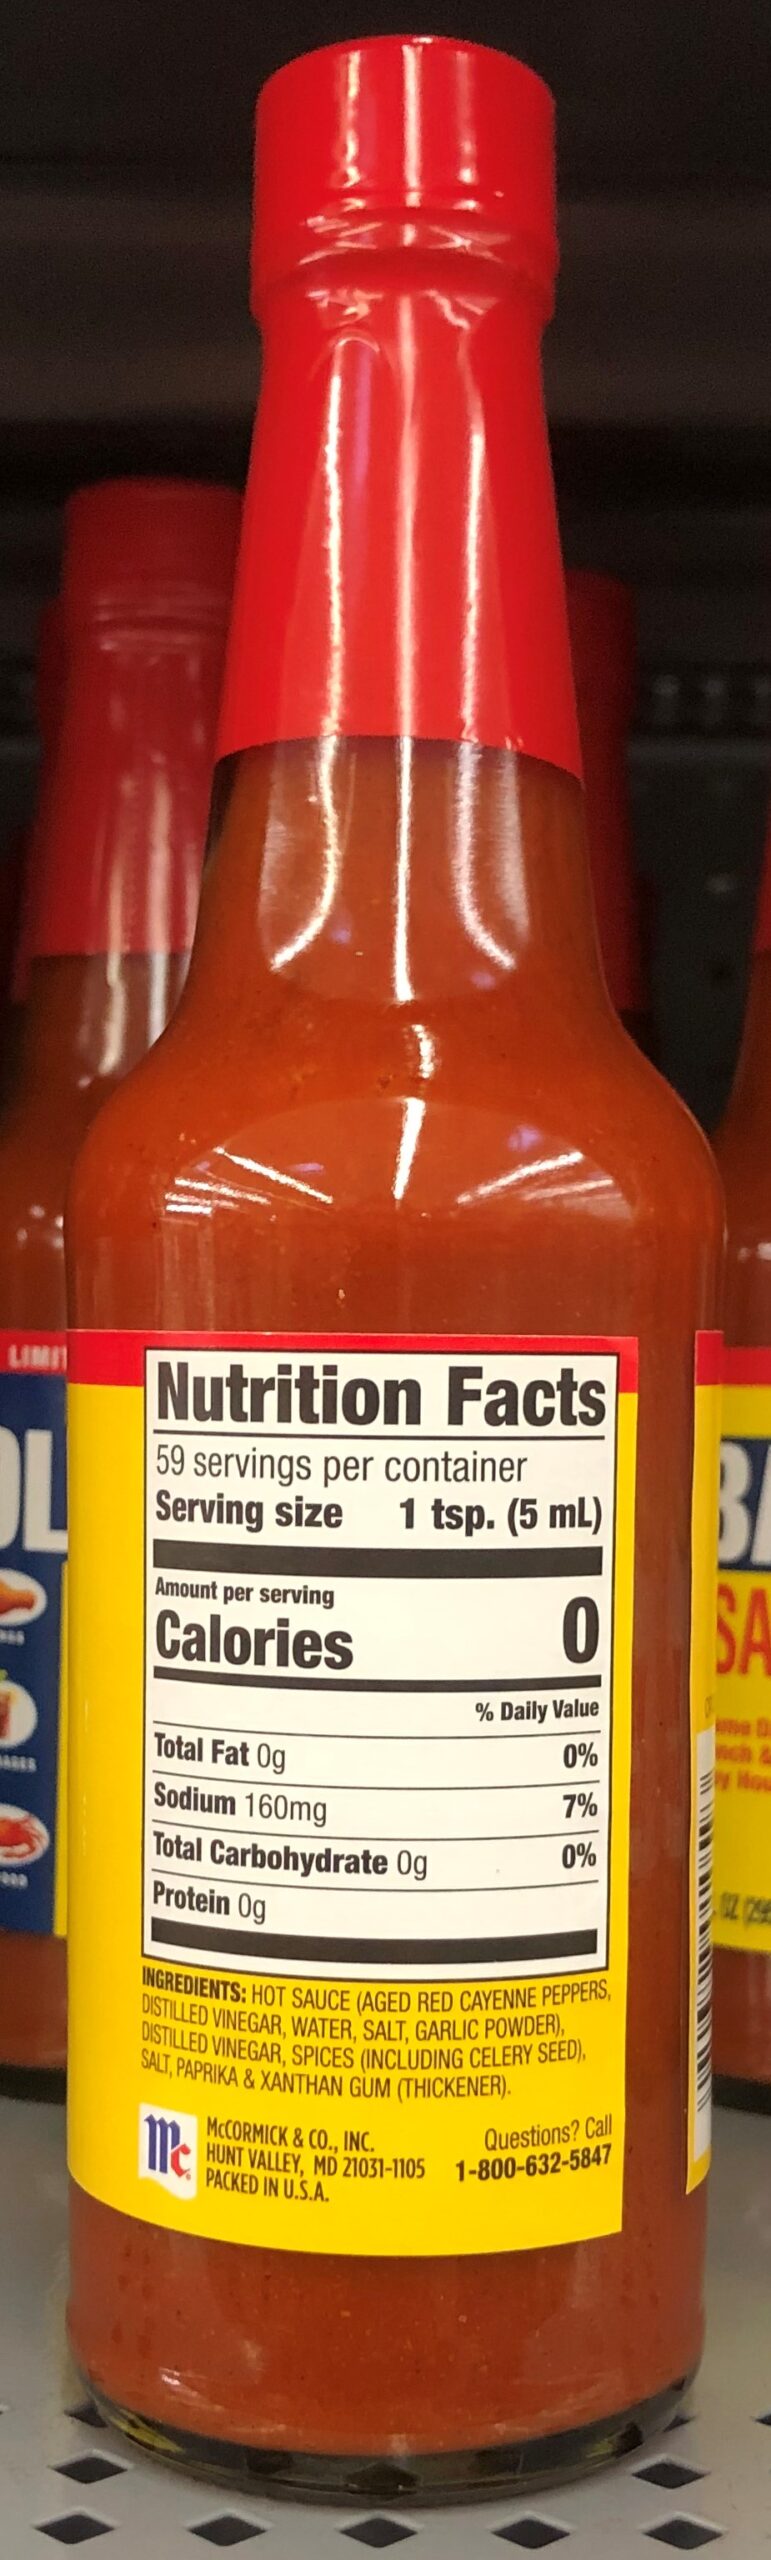 Nutrition Facts
59 servings per container
Serving size 1 tsp. (5 mL)
Amount per serving
Calories 0
% Daily Value
Total Fat 0g 0%
Sodium 160mg 7%
Total Carbohydrate 0g 0%
Protein 0g
INGREDIENTS: HOT SAUCE (AGED RED CAYENNE PEPPERS,
DISTILLED VINEGAR, WATER, SALT, GARLIC POWDER),
DISTILLED VINEGAR, SPICES (INCLUDING CELERY SEED),
SALT, PAPRIKA & XANTHAN GUM (THICKENER).
Mc
McCORMICK & CO., INC.
HUNT VALLEY, MD 21031-1105
PACKED IN U.S.A.
Questions? Call
1-800-632-5847